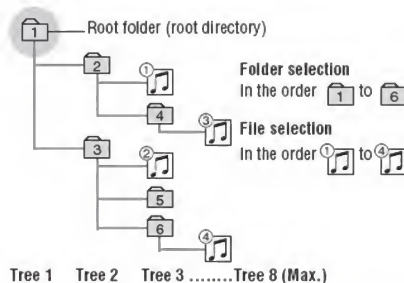 1 Root folder (root directory)
2 ①
Folder selection
In the order 1 to 6
4 ③
File selection
3 ②
In the order ① to ④
5
6 ④
Tree 1 Tree 2 Tree 3 ........Tree 8 (Max.)